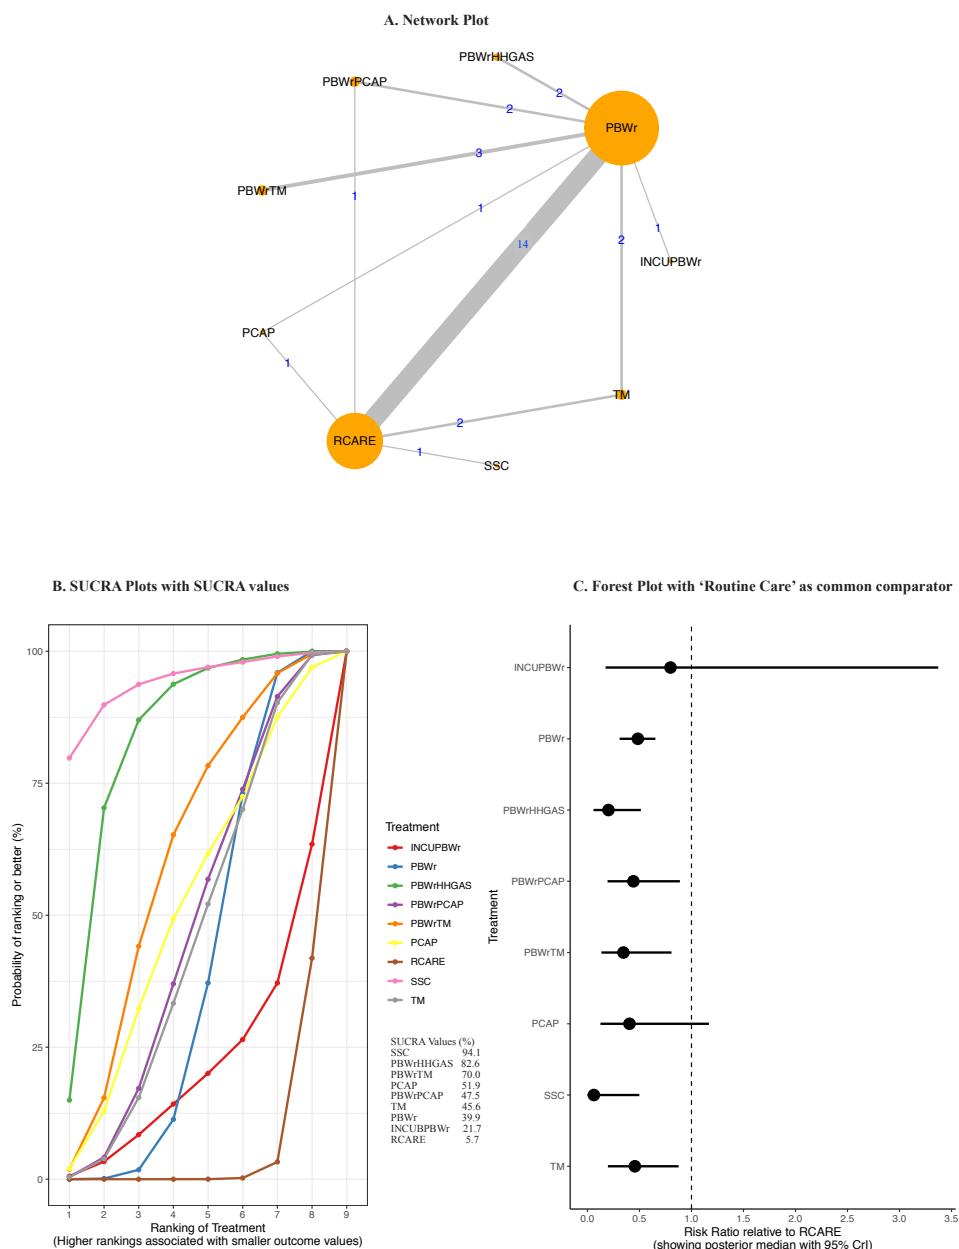 A. Network Plot
PBWrHHGAS
PBWrPCAP
2
2
PBWr
3
PBWrTM
1
1
1
14
2
INCUPBWr
PCAP
1
TM
2
RCARE
1
SSC
B. SUCRA Plots with SUCRA values
Probability of ranking or better (%)
100
75
50
25
0
1 2 3 4 5 6 7 8 9
Ranking of Treatment
(Higher rankings associated with smaller outcome values)
Treatment
INCUPBWr
PBWr
PBWrHHGAS
PBWrPCAP
PBWrTM
PCAP
RCARE
SSC
TM
SUCRA Values (%)
SSC 94.1
PBWrHHGAS 82.6
PBWrTM 70.0
PCAP 51.9
PBWrPCAP 47.5
TM 45.6
PBWr 39.9
INCUBPBWr 21.7
RCARE 5.7
C. Forest Plot with ‘Routine Care’ as common comparator
Treatment
INCUPBWr
PBWr
PBWrHHGAS
PBWrPCAP
PBWrTM
PCAP
SSC
TM
0.0 0.5 1.0 1.5 2.0 2.5 3.0 3.5
Risk Ratio relative to RCARE
(showing posterior median with 95% CrI)